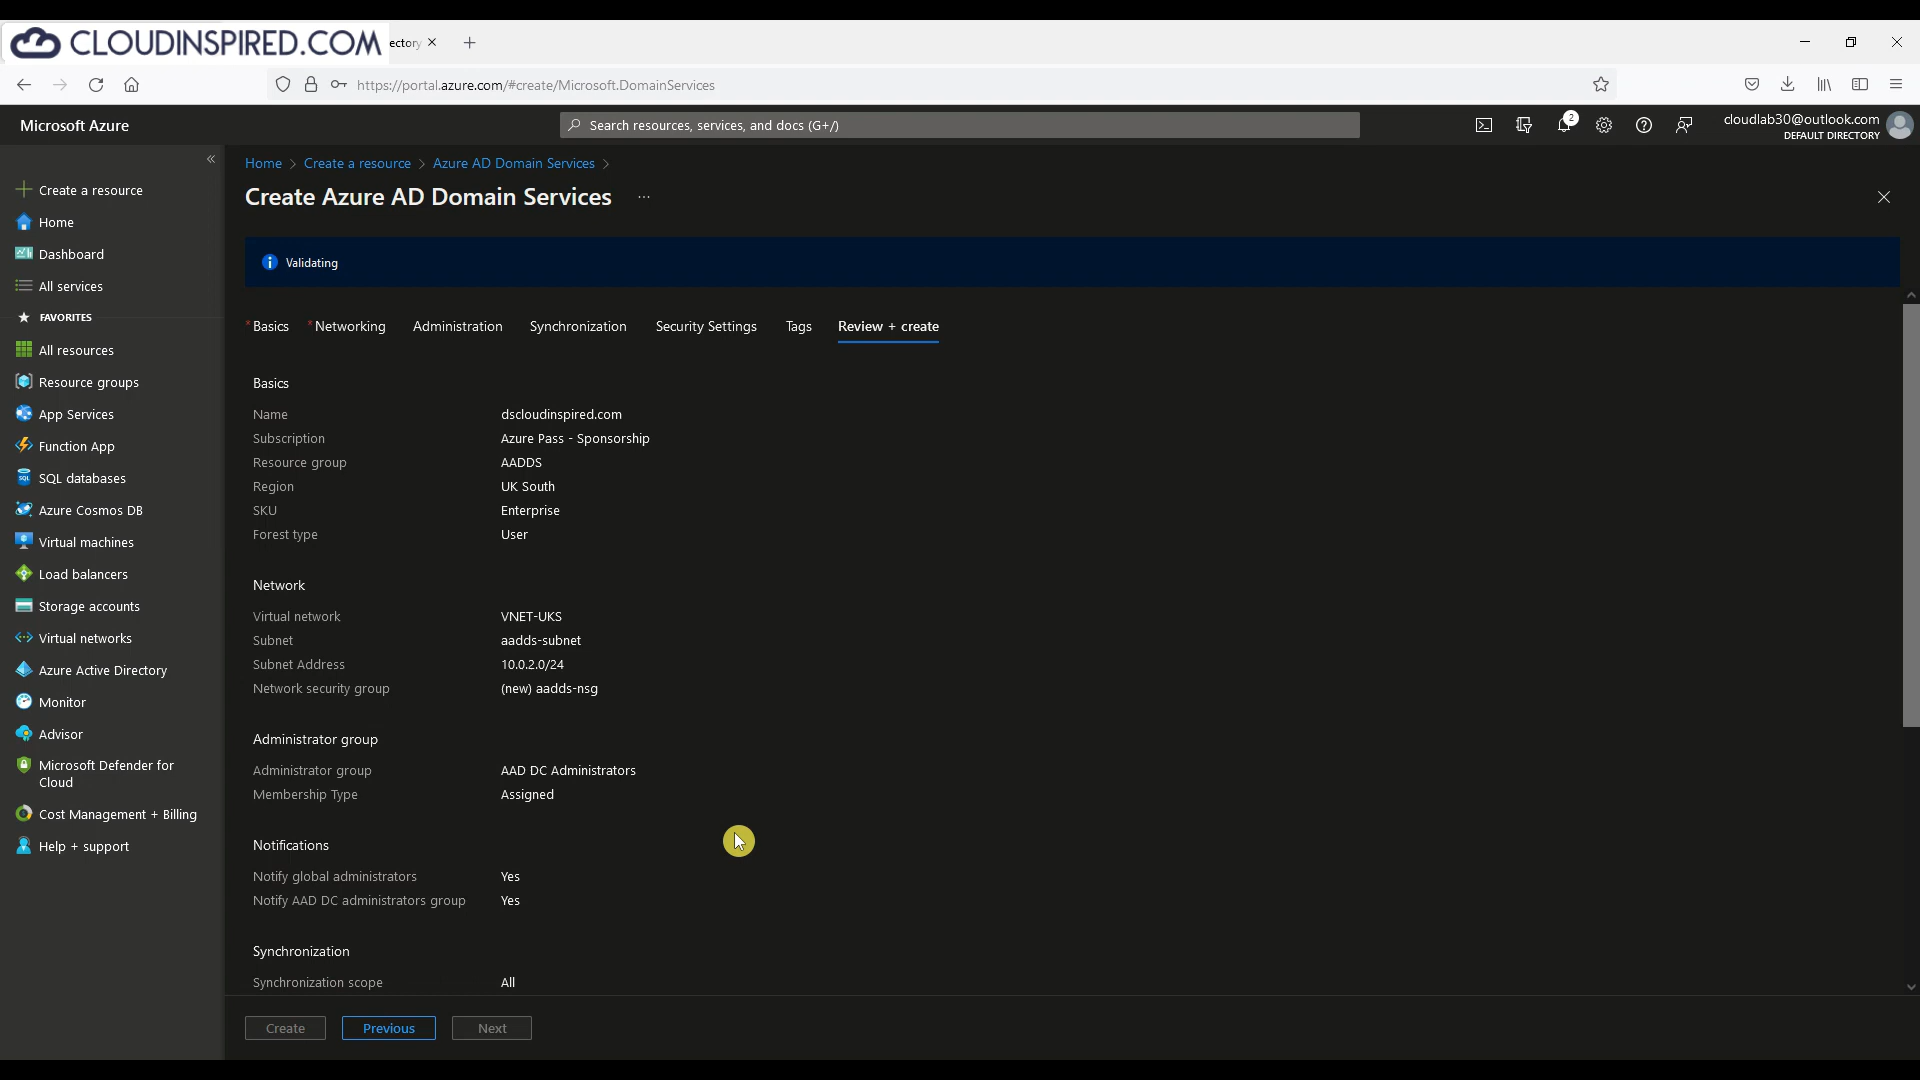 CLOUDINSPIRED.COM
ectory
https://portal.azure.com/#create/Microsoft.DomainServices
Microsoft Azure
Search resources, services, and docs (G+/)
2
cloudlab30@outlook.com
DEFAULT DIRECTORY
Create a resource
Home
Dashboard
All services
FAVORITES
All resources
Resource groups
App Services
Function App
SQL databases
Azure Cosmos DB
Virtual machines
Load balancers
Storage accounts
Virtual networks
Azure Active Directory
Monitor
Advisor
Microsoft Defender for
Cloud
Cost Management + Billing
Help + support
Home > Create a resource > Azure AD Domain Services >
Create Azure AD Domain Services ...
Validating
* Basics * Networking Administration Synchronization Security Settings Tags Review + create
Basics
Name dscloudinspired.com
Subscription Azure Pass - Sponsorship
Resource group AADDS
Region UK South
SKU Enterprise
Forest type User
Network
Virtual network VNET-UKS
Subnet aadds-subnet
Subnet Address 10.0.2.0/24
Network security group (new) aadds-nsg
Administrator group
Administrator group AAD DC Administrators
Membership Type Assigned
Notifications
Notify global administrators Yes
Notify AAD DC administrators group Yes
Synchronization
Synchronization scope All
Create Previous Next